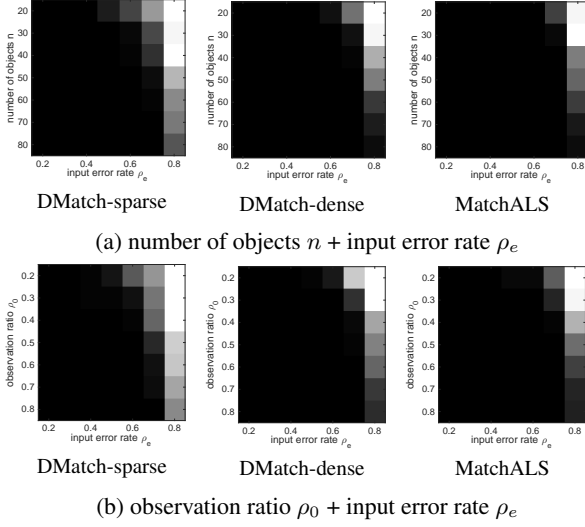 number of objects n
20
30
40
50
60
70
80
0.2 0.4 0.6 0.8
input error rate ρe
DMatch-sparse
number of objects n
20
30
40
50
60
70
80
0.2 0.4 0.6 0.8
input error rate ρe
DMatch-dense
number of objects n
20
30
40
50
60
70
80
0.2 0.4 0.6 0.8
input error rate ρe
MatchALS
(a) number of objects n + input error rate ρe
observation ratio ρ0
0.2
0.3
0.4
0.5
0.6
0.7
0.8
0.2 0.4 0.6 0.8
input error rate ρe
DMatch-sparse
observation ratio ρ0
0.2
0.3
0.4
0.5
0.6
0.7
0.8
0.2 0.4 0.6 0.8
input error rate ρe
DMatch-dense
observation ratio ρ0
0.2
0.3
0.4
0.5
0.6
0.7
0.8
0.2 0.4 0.6 0.8
input error rate ρe
MatchALS
(b) observation ratio ρ0 + input error rate ρe